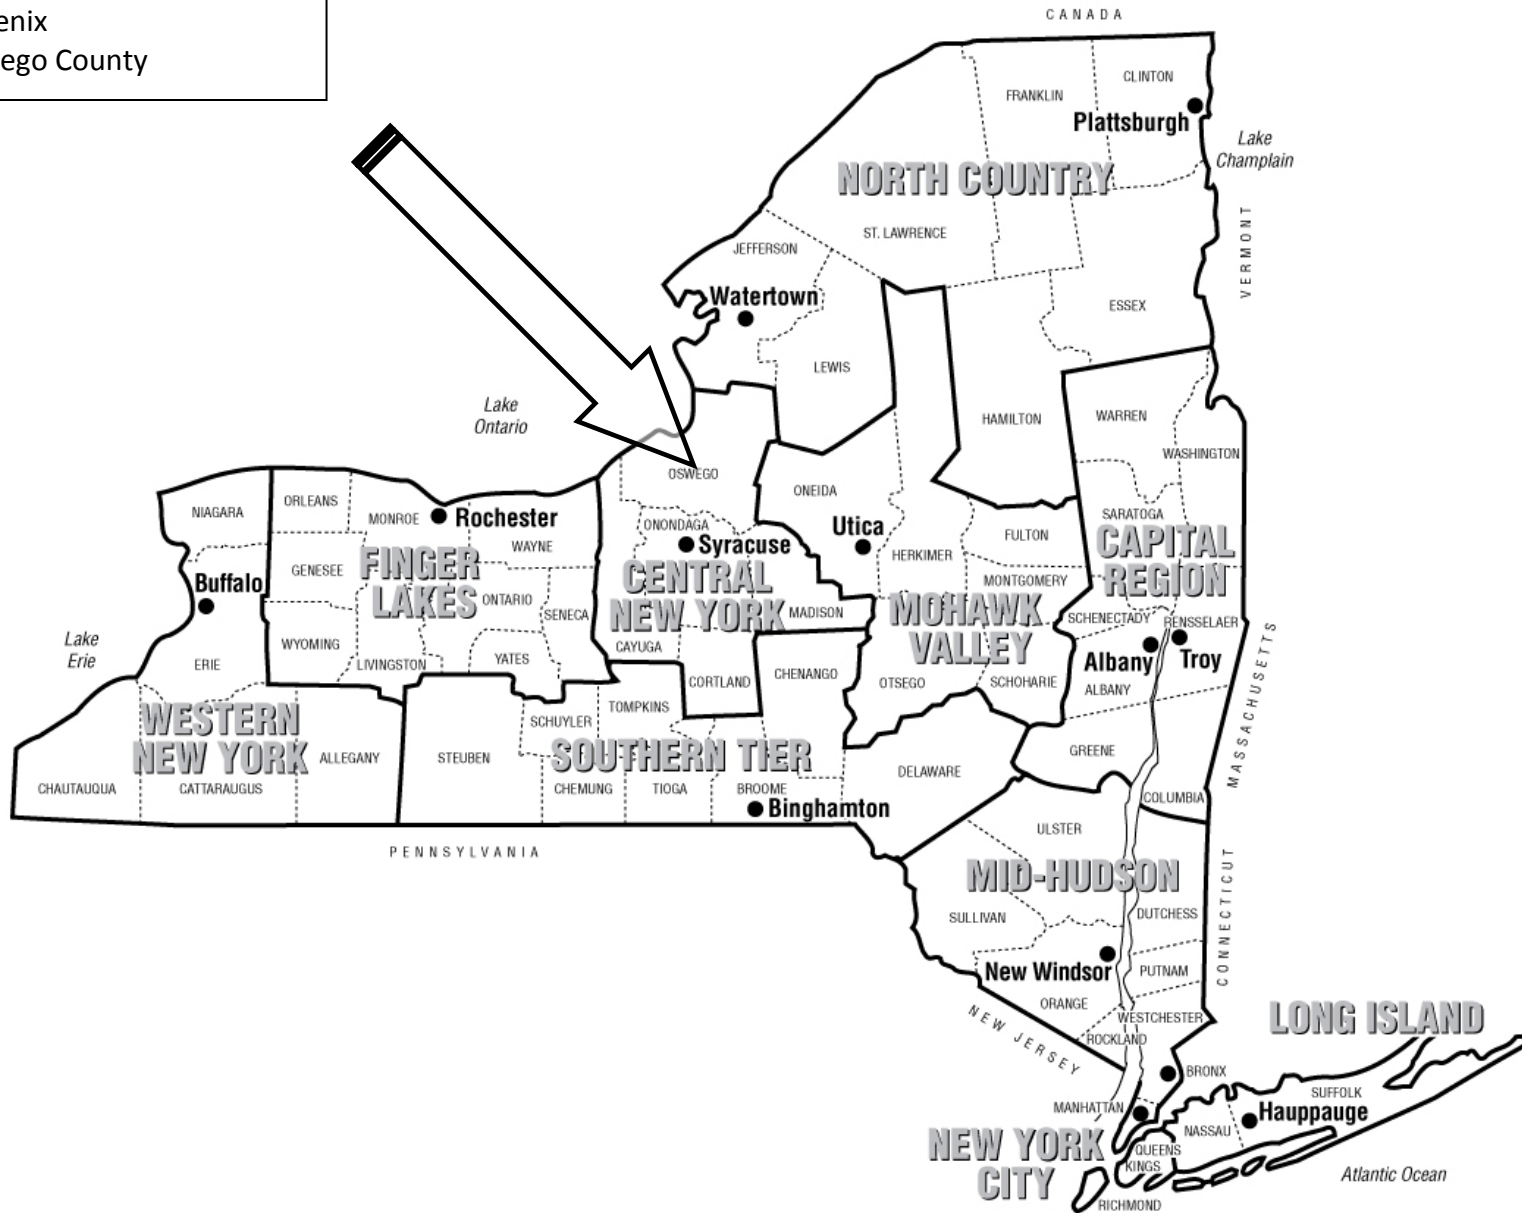 enix
ego County
CANADA
CLINTON
FRANKLIN
Plattsburgh
Lake
Champlain
NORTH COUNTRY
VERMONT
ST. LAWRENCE
JEFFERSON
Watertown
ESSEX
LEWIS
Lake
Ontario
HAMILTON
WARREN
WASHINGTON
OSWEGO
ONEIDA
NIAGARA
ORLEANS
MONROE
Rochester
ONONDAGA
Syracuse
Utica
SARATOGA
FULTON
HERKIMER
CAPITAL
REGION
WAYNE
GENESEE
FINGER
LAKES
Buffalo
CENTRAL
NEW YORK
MONTGOMERY
MOHAWK
VALLEY
ONTARIO
SENECA
MADISON
SCHENECTADY
RENSSELAER
Lake
Erie
WYOMING
CAYUGA
ERIE
LIVINGSTON
YATES
CORTLAND
CHENANGO
OTSEGO
SCHOHARIE
Albany
Troy
ALBANY
MASSACHUSETTS
WESTERN
NEW YORK
TOMPKINS
SCHUYLER
SOUTHERN TIER
ALLEGANY
STEUBEN
GREENE
DELAWARE
CHAUTAUQUA
CATTARAUGUS
CHEMUNG
TIOGA
BROOME
Binghamton
COLUMBIA
PENNSYLVANIA
ULSTER
MID-HUDSON
CONNECTICUT
SULLIVAN
DUTCHESS
New Windsor
PUTNAM
ORANGE
WESTCHESTER
NEW JERSEY
ROCKLAND
LONG ISLAND
BRONX
SUFFOLK
MANHATTAN
Hauppauge
NASSAU
NEW YORK
CITY
QUEENS
KINGS
Atlantic Ocean
RICHMOND